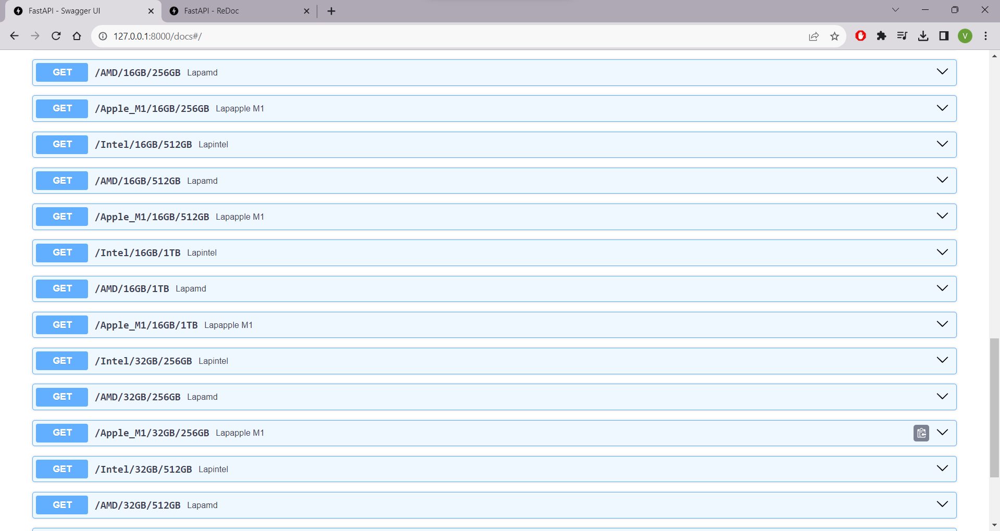 FastAPI - Swagger UI
FastAPI - ReDoc
127.0.0.1:8000/docs#/
V
GET /AMD/16GB/256GB Lapamd
GET /Apple_M1/16GB/256GB Lapapple M1
GET /Intel/16GB/512GB Lapintel
GET /AMD/16GB/512GB Lapamd
GET /Apple_M1/16GB/512GB Lapapple M1
GET /Intel/16GB/1TB Lapintel
GET /AMD/16GB/1TB Lapamd
GET /Apple_M1/16GB/1TB Lapapple M1
GET /Intel/32GB/256GB Lapintel
GET /AMD/32GB/256GB Lapamd
GET /Apple_M1/32GB/256GB Lapapple M1
GET /Intel/32GB/512GB Lapintel
GET /AMD/32GB/512GB Lapamd